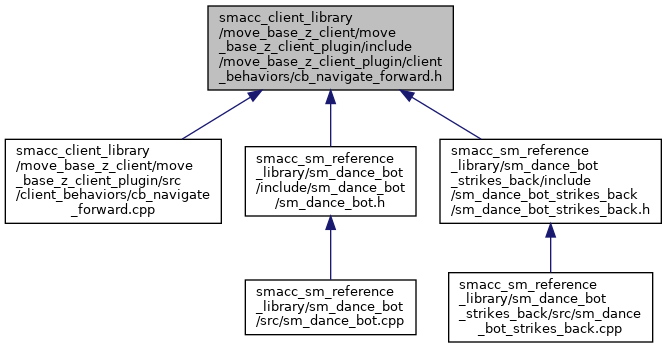 smacc_client_library
/move_base_z_client/move
_base_z_client_plugin/include
/move_base_z_client_plugin/client
_behaviors/cb_navigate_forward.h
smacc_client_library
/move_base_z_client/move
_base_z_client_plugin/src
/client_behaviors/cb_navigate
_forward.cpp
smacc_sm_reference
_library/sm_dance_bot
/include/sm_dance_bot
/sm_dance_bot.h
smacc_sm_reference
_library/sm_dance_bot
_strikes_back/include
/sm_dance_bot_strikes_back
/sm_dance_bot_strikes_back.h
smacc_sm_reference
_library/sm_dance_bot
/src/sm_dance_bot.cpp
smacc_sm_reference
_library/sm_dance_bot
_strikes_back/src/sm_dance
_bot_strikes_back.cpp